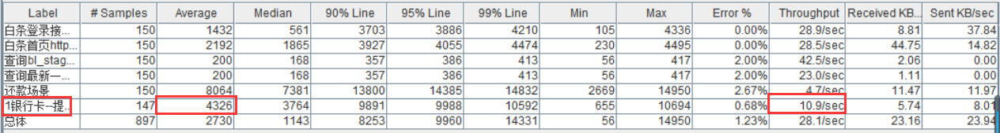 Label # Samples Average Median 90% Line 95% Line 99% Line Min Max Error % Throughput Received KB... Sent KB/sec
白条登录接... 150 1432 561 3703 3886 4210 105 4336 0.00% 28.9/sec 8.81 37.84
白条首页http... 150 2192 1865 3927 4055 4474 230 4495 0.00% 28.5/sec 44.75 14.82
查询bl_stag... 150 200 168 357 386 413 56 417 2.00% 42.5/sec 2.06 0.00
查询最新一... 150 200 168 357 386 413 56 417 2.00% 23.0/sec 1.11 0.00
还款场景 150 8064 7381 13800 14385 14832 2669 14950 2.67% 4.7/sec 11.47 11.97
1银行卡--提... 147 4326 3764 9891 9988 10592 655 10694 0.68% 10.9/sec 5.74 8.01
总体 897 2730 1143 8253 9960 14331 56 14950 1.23% 28.1/sec 23.16 23.94